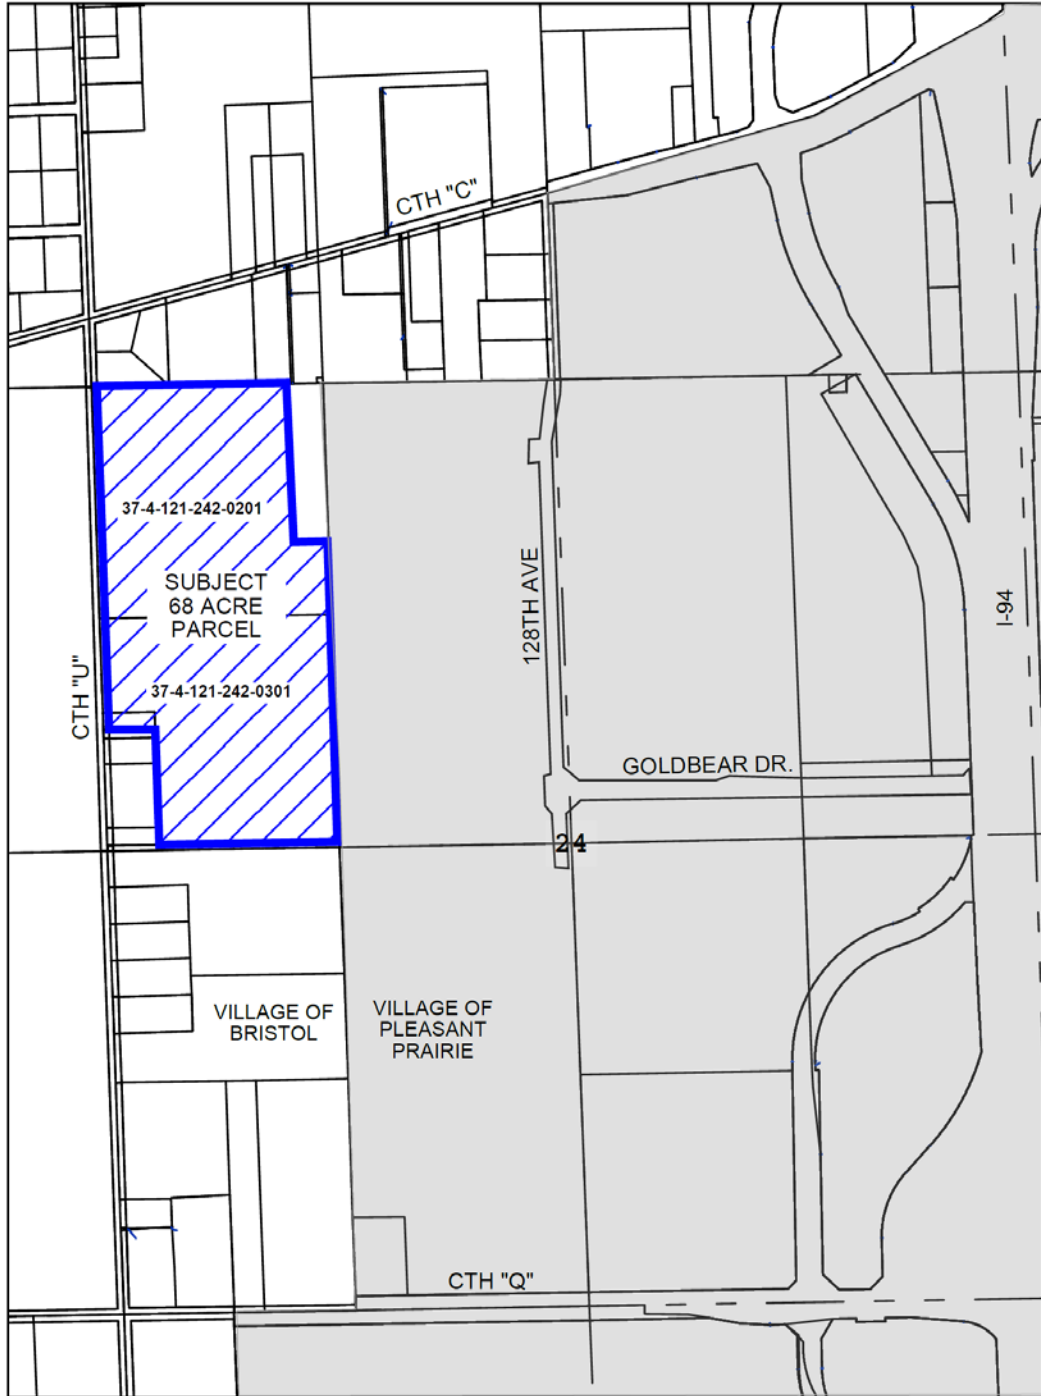 CTH "C"
37-4-121-242-0201
SUBJECT
68 ACRE
PARCEL
128TH AVE
I-94
CTH "U"
37-4-121-242-0301
GOLDBEAR DR.
24
VILLAGE OF
BRISTOL
VILLAGE OF
PLEASANT
PRAIRIE
CTH "Q"